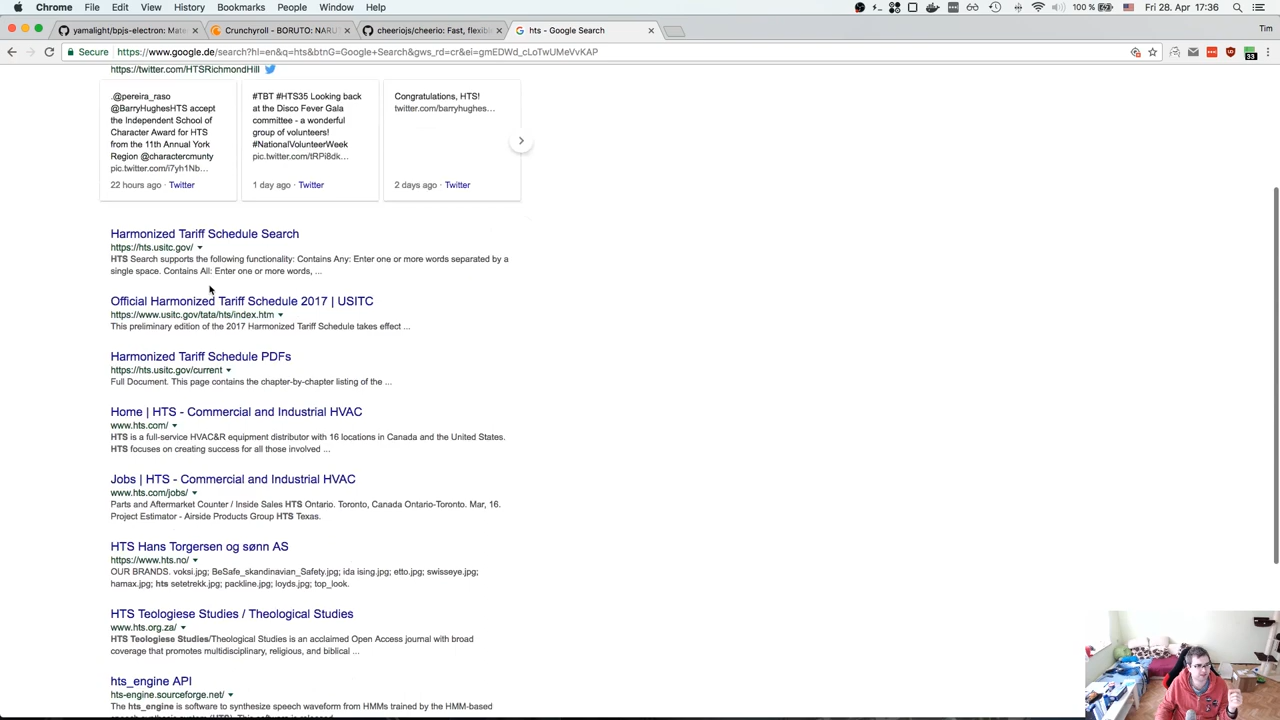 Chrome File Edit View History Bookmarks People Window Help 100 % Fri 28. Apr 17:36
yamalight/bpjs-electron: Mate
Crunchyroll - BORUTO: NARU
cheeriojs/cheerio: Fast, flexible
hts - Google Search
Tim
Secure https://www.google.de/search?hl=en&q=hts&btnG=Google+Search&gws_rd=cr&ei=gmEDWd_cLoTwUMeVvKAP
33
https://twitter.com/HTSRichmondHill
.@pereira_raso
@BarryHughesHTS accept
the Independent School of
Character Award for HTS
from the 11th Annual York
Region @charactercmunty
pic.twitter.com/i7yh1Nb...
22 hours ago · Twitter
#TBT #HTS35 Looking back
at the Disco Fever Gala
committee - a wonderful
group of volunteers!
#NationalVolunteerWeek
pic.twitter.com/tRPi8dk...
1 day ago · Twitter
Congratulations, HTS!
twitter.com/barryhughes...
2 days ago · Twitter
Harmonized Tariff Schedule Search
https://hts.usitc.gov/
HTS Search supports the following functionality: Contains Any: Enter one or more words separated by a
single space. Contains All: Enter one or more words, ...
Official Harmonized Tariff Schedule 2017 | USITC
https://www.usitc.gov/tata/hts/index.htm
This preliminary edition of the 2017 Harmonized Tariff Schedule takes effect ...
Harmonized Tariff Schedule PDFs
https://hts.usitc.gov/current
Full Document. This page contains the chapter-by-chapter listing of the ...
Home | HTS - Commercial and Industrial HVAC
www.hts.com/
HTS is a full-service HVAC&R equipment distributor with 16 locations in Canada and the United States.
HTS focuses on creating success for all those involved ...
Jobs | HTS - Commercial and Industrial HVAC
www.hts.com/jobs/
Parts and Aftermarket Counter / Inside Sales HTS Ontario. Toronto, Canada Ontario-Toronto. Mar, 16.
Project Estimator - Airside Products Group HTS Texas.
HTS Hans Torgersen og sønn AS
https://www.hts.no/
OUR BRANDS. voksi.jpg; BeSafe_skandinavian_Safety.jpg; ida ising.jpg; etto.jpg; swisseye.jpg;
hamax.jpg; hts setetrekk.jpg; packline.jpg; loyds.jpg; top_look.
HTS Teologiese Studies / Theological Studies
www.hts.org.za/
HTS Teologiese Studies/Theological Studies is an acclaimed Open Access journal with broad
coverage that promotes multidisciplinary, religious, and biblical ...
hts_engine API
hts-engine.sourceforge.net/
The hts_engine is software to synthesize speech waveform from HMMs trained by the HMM-based